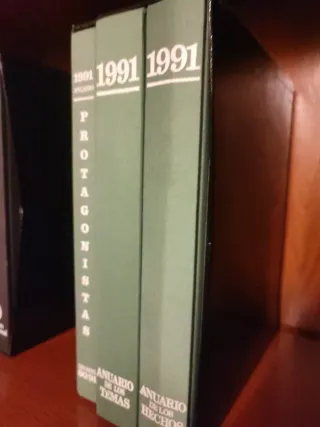 1991
ANUARIO
PROTAGONISTAS
1991
ANUARIO
DE LOS
TEMAS
1991
ANUARIO
DE LOS
HECHOS